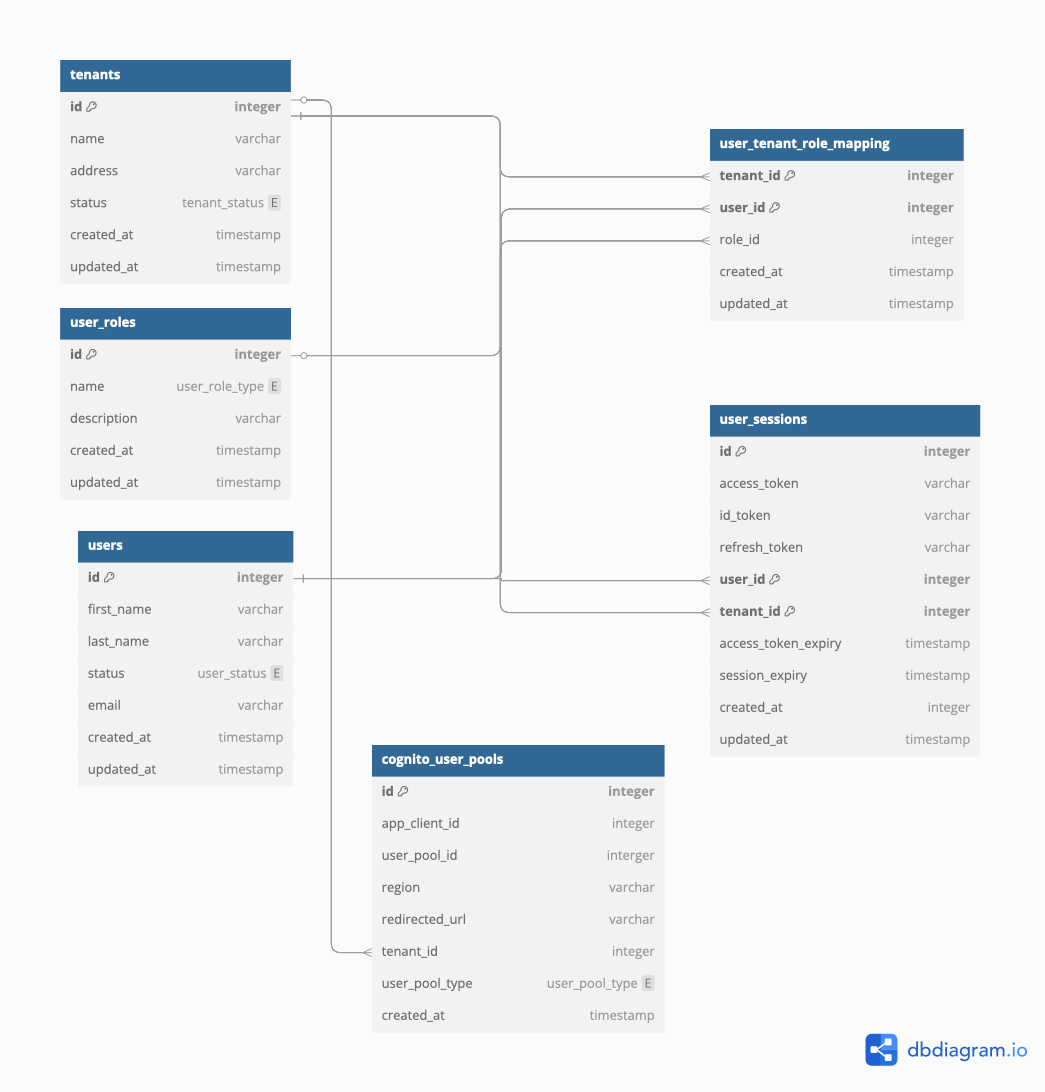 tenants
id integer
name varchar
address varchar
status tenant_status E
created_at timestamp
updated_at timestamp
user_roles
id integer
name user_role_type E
description varchar
created_at timestamp
updated_at timestamp
users
id integer
first_name varchar
last_name varchar
status user_status E
email varchar
created_at timestamp
updated_at timestamp
user_tenant_role_mapping
tenant_id integer
user_id integer
role_id integer
created_at timestamp
updated_at timestamp
user_sessions
id integer
access_token varchar
id_token varchar
refresh_token varchar
user_id integer
tenant_id integer
access_token_expiry timestamp
session_expiry timestamp
created_at integer
updated_at timestamp
cognito_user_pools
id integer
app_client_id integer
user_pool_id interger
region varchar
redirected_url varchar
tenant_id integer
user_pool_type user_pool_type E
created_at timestamp
dbdiagram.io